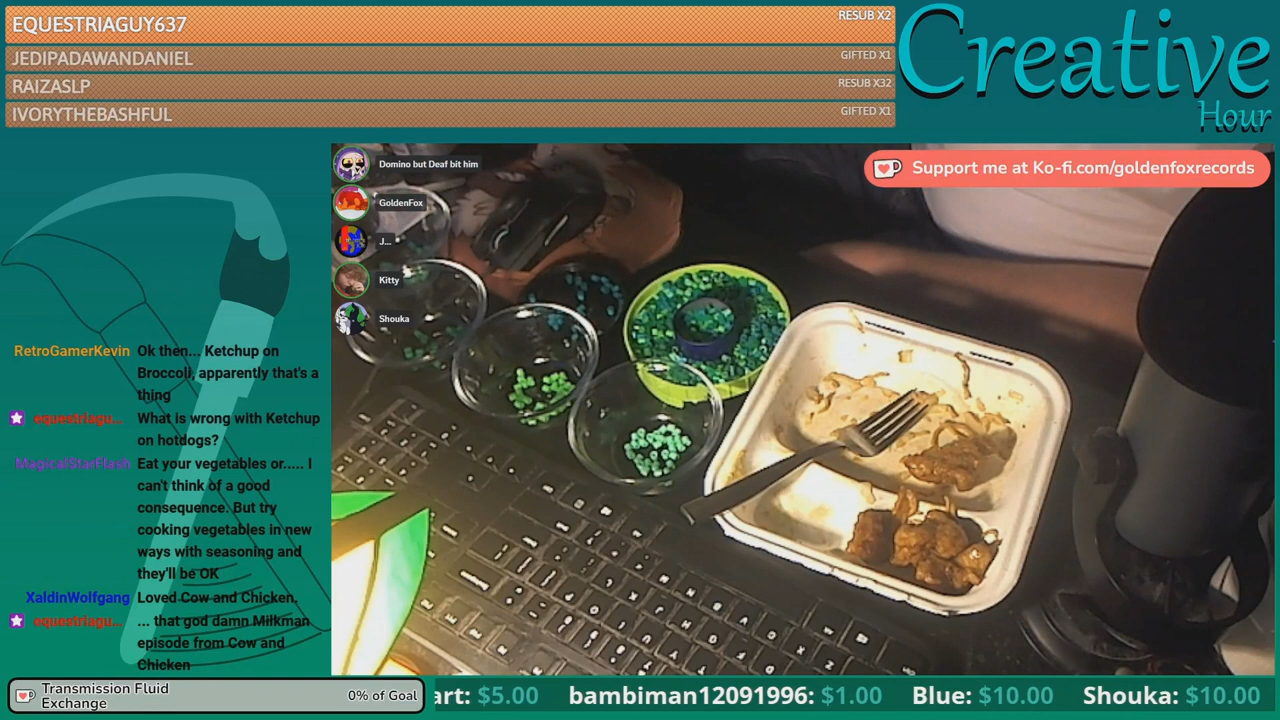 EQUESTRIAGUY637 RESUB X2
JEDIPADAWANDANIEL GIFTED X1
RAIZASLP RESUB X32
IVORYTHEBASHFUL GIFTED X1
Creative
Hour
Domino but Deaf bit him
GoldenFox
J...
Kitty
Shouka
Support me at Ko-fi.com/goldenfoxrecords
RetroGamerKevin Ok then... Ketchup on
Broccoli, apparently that's a
thing
equestriagu... What is wrong with Ketchup
on hotdogs?
MagicalStarFlash Eat your vegetables or..... I
can't think of a good
consequence. But try
cooking vegetables in new
ways with seasoning and
they'll be OK
XaldinWolfgang Loved Cow and Chicken.
equestriagu... ... that god damn Milkman
episode from Cow and
Chicken
Transmission Fluid
Exchange
0% of Goal
art: $5.00 bambiman12091996: $1.00 Blue: $10.00 Shouka: $10.00